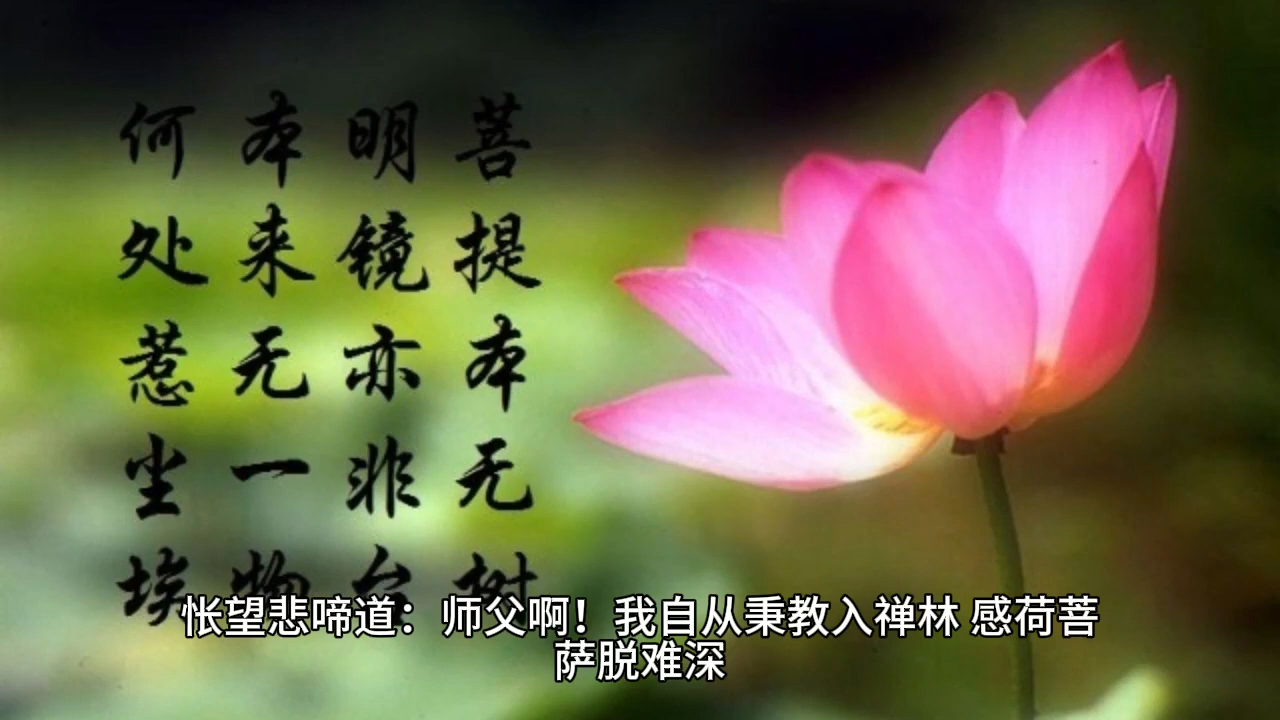 菩提本无树
明镜亦非台
本来无一物
何处惹尘埃
怅望悲啼道：师父啊！我自从秉教入禅林 感荷菩
萨脱难深